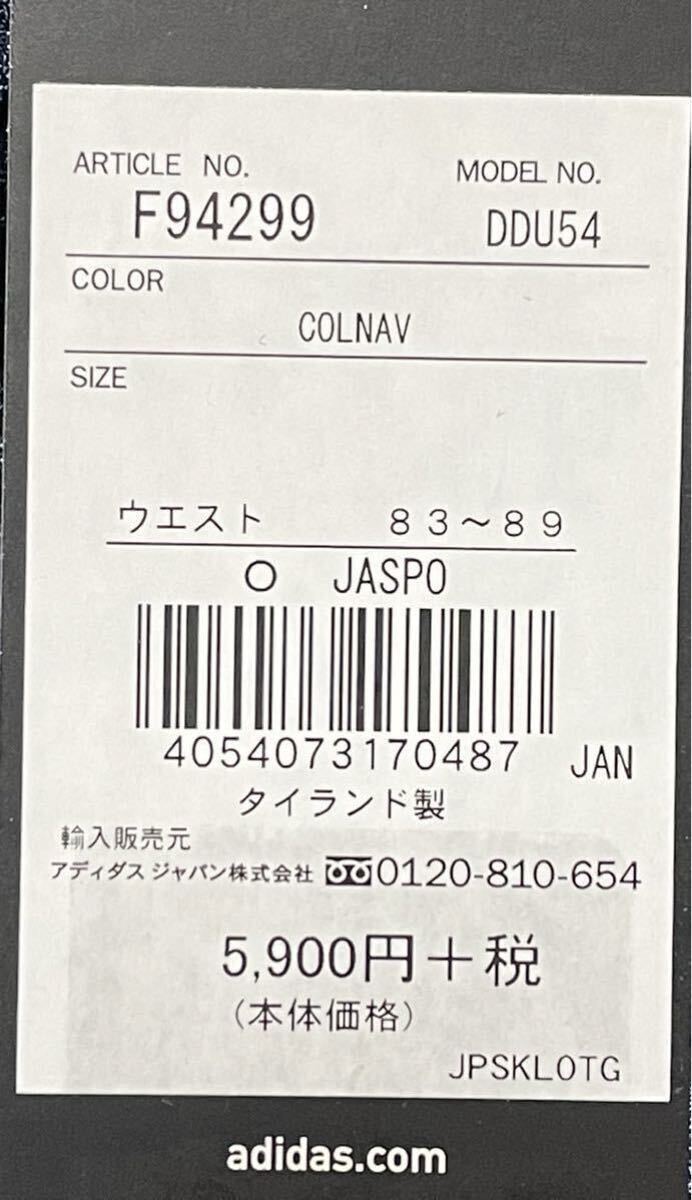 ARTICLE NO. MODEL NO.
F94299 DDU54
COLOR
COLNAV
SIZE
ウエスト 83～89
O JASPO
4054073170487 JAN
タイランド製
輸入販売元
アディダス ジャパン株式会社 0120-810-654
5,900円＋税
(本体価格)
JPSKLOTG
adidas.com